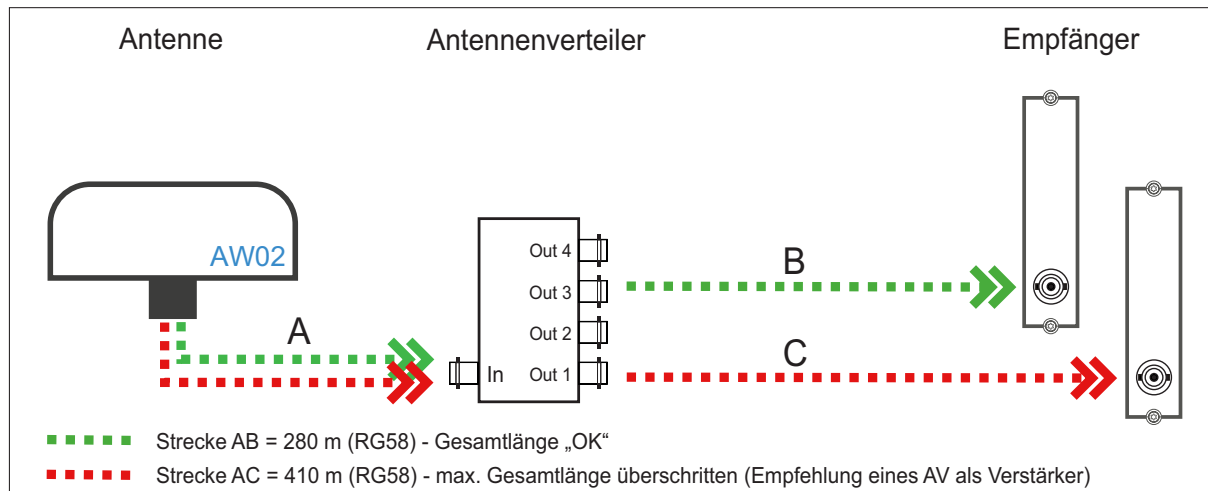 Antenne
Antennenverteiler
Empfänger
AW02
A
In
Out 4
Out 3
Out 2
Out 1
B
C
Strecke AB = 280 m (RG58) - Gesamtlänge „OK“
Strecke AC = 410 m (RG58) - max. Gesamtlänge überschritten (Empfehlung eines AV als Verstärker)